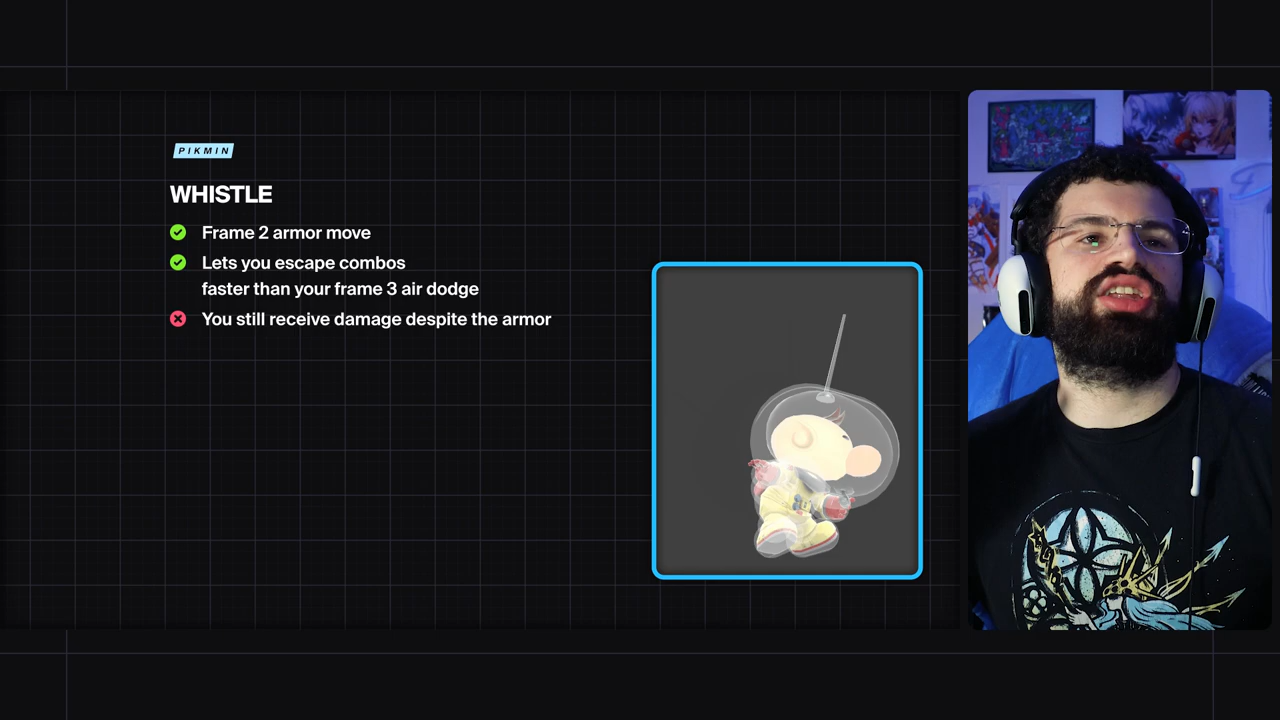 PIKMIN
WHISTLE
Frame 2 armor move
Lets you escape combos
faster than your frame 3 air dodge
You still receive damage despite the armor